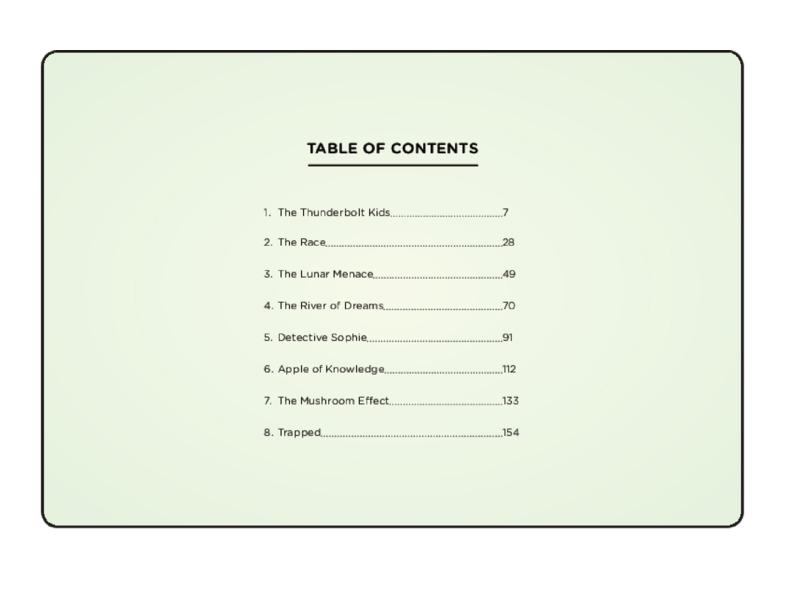 TABLE OF CONTENTS
1. The Thunderbolt Kids..........................................7
2. The Race..................................................................28
3. The Lunar Menace................................................49
4. The River of Dreams............................................70
5. Detective Sophie..................................................91
6. Apple of Knowledge............................................112
7. The Mushroom Effect..........................................133
8. Trapped....................................................................154